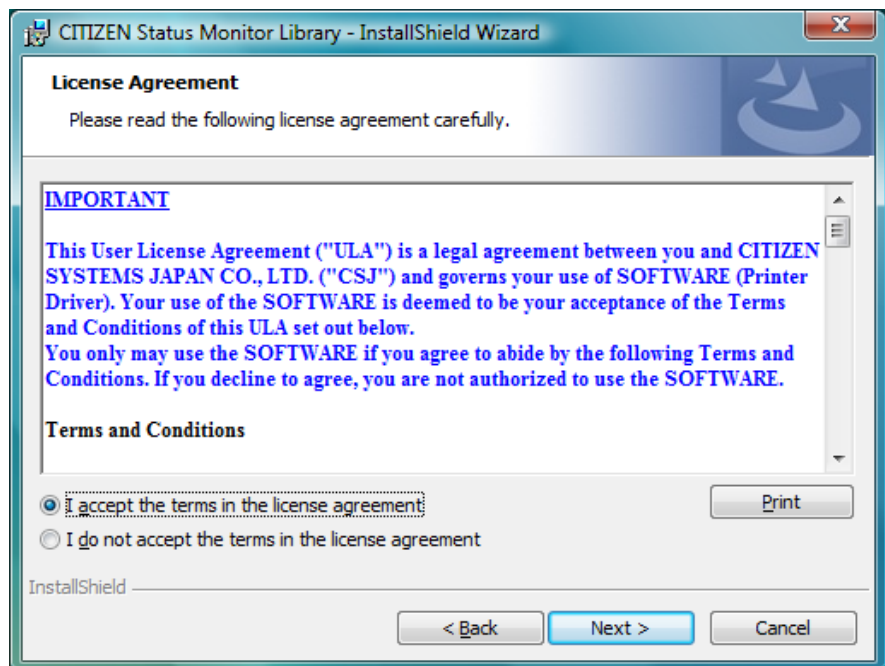 CITIZEN Status Monitor Library - InstallShield Wizard
License Agreement
Please read the following license agreement carefully.
IMPORTANT
This User License Agreement ("ULA") is a legal agreement between you and CITIZEN
SYSTEMS JAPAN CO., LTD. ("CSJ") and governs your use of SOFTWARE (Printer
Driver). Your use of the SOFTWARE is deemed to be your acceptance of the Terms
and Conditions of this ULA set out below.
You only may use the SOFTWARE if you agree to abide by the following Terms and
Conditions. If you decline to agree, you are not authorized to use the SOFTWARE.
Terms and Conditions
I accept the terms in the license agreement
Print
I do not accept the terms in the license agreement
InstallShield
< Back
Next >
Cancel